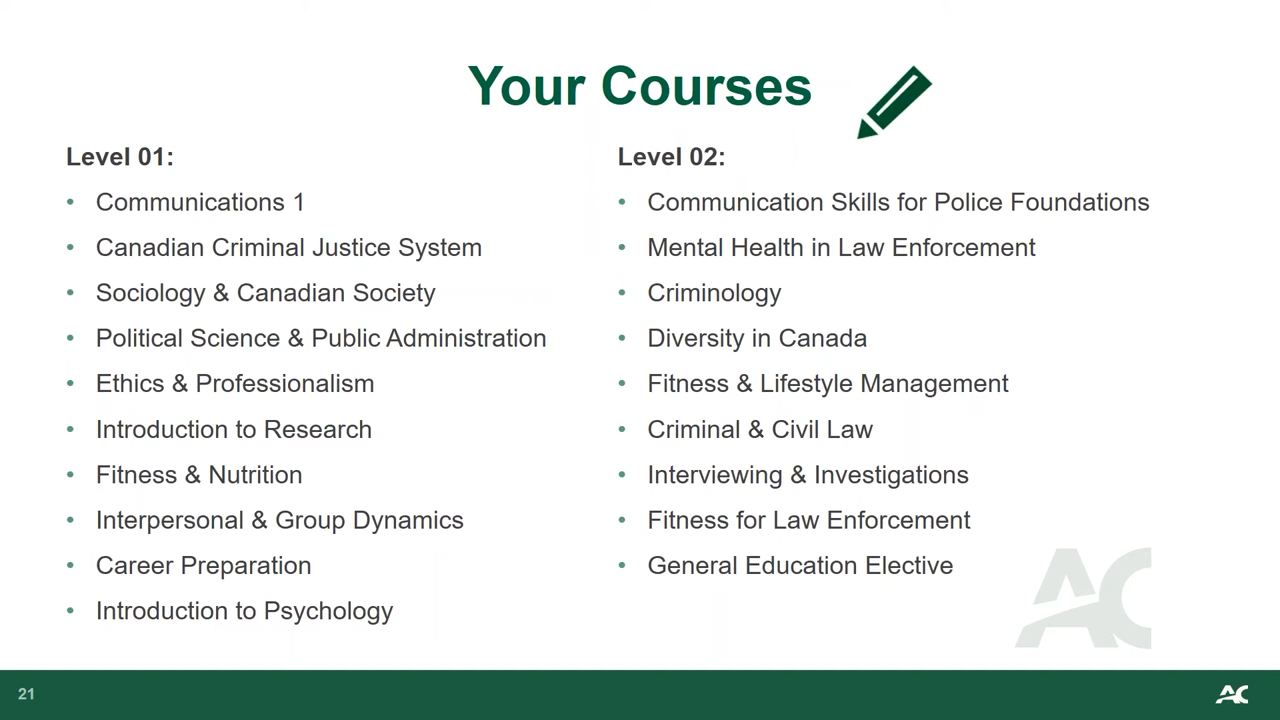 Your Courses
Level 01:
• Communications 1
• Canadian Criminal Justice System
• Sociology & Canadian Society
• Political Science & Public Administration
• Ethics & Professionalism
• Introduction to Research
• Fitness & Nutrition
• Interpersonal & Group Dynamics
• Career Preparation
• Introduction to Psychology
Level 02:
• Communication Skills for Police Foundations
• Mental Health in Law Enforcement
• Criminology
• Diversity in Canada
• Fitness & Lifestyle Management
• Criminal & Civil Law
• Interviewing & Investigations
• Fitness for Law Enforcement
• General Education Elective
AC
21
AC